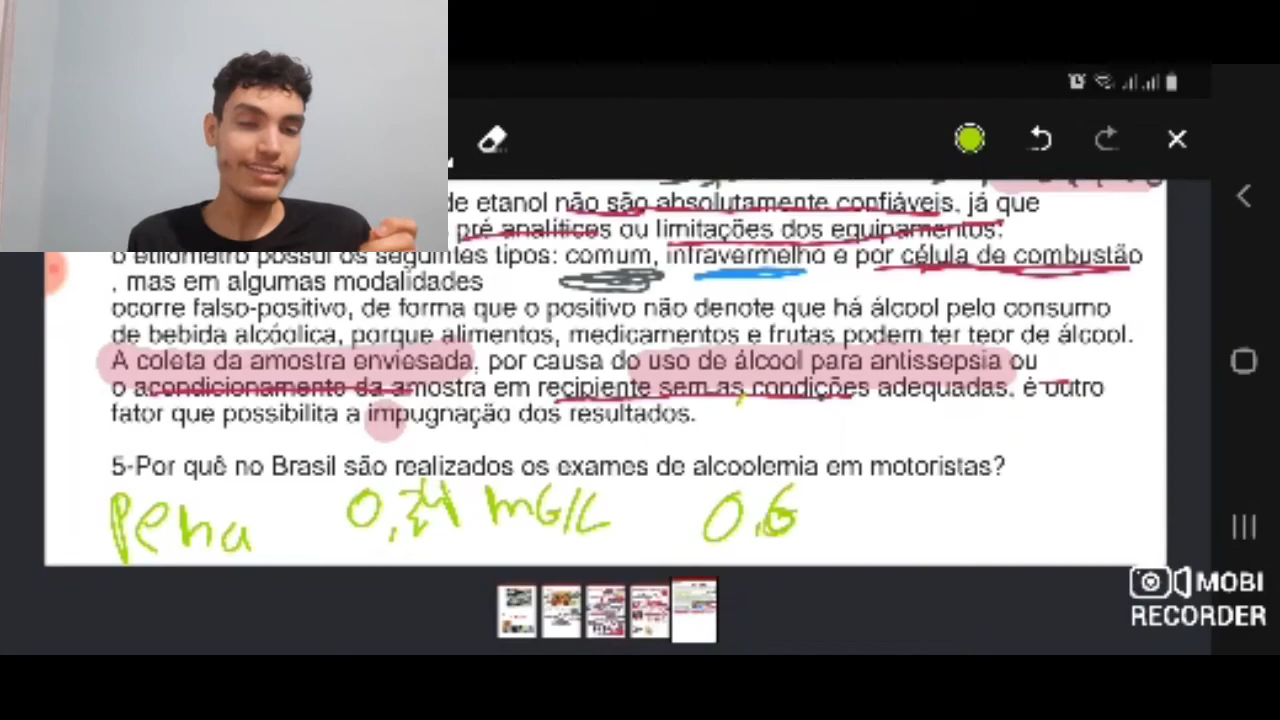 de etanol não são absolutamente confiáveis, já que
pré analíticos ou limitações dos equipamentos:
o etilômetro possui os seguintes tipos: comum, infravermelho e por célula de combustão
, mas em algumas modalidades
ocorre falso-positivo, de forma que o positivo não denote que há álcool pelo consumo
de bebida alcóolica, porque alimentos, medicamentos e frutas podem ter teor de álcool.
A coleta da amostra enviesada, por causa do uso de álcool para antissepsia ou
o acondicionamento da amostra em recipiente sem as condições adequadas, é outro
fator que possibilita a impugnação dos resultados.
5-Por quê no Brasil são realizados os exames de alcoolemia em motoristas?
Pena 0,34 mG/L 0,6
MOBI
RECORDER